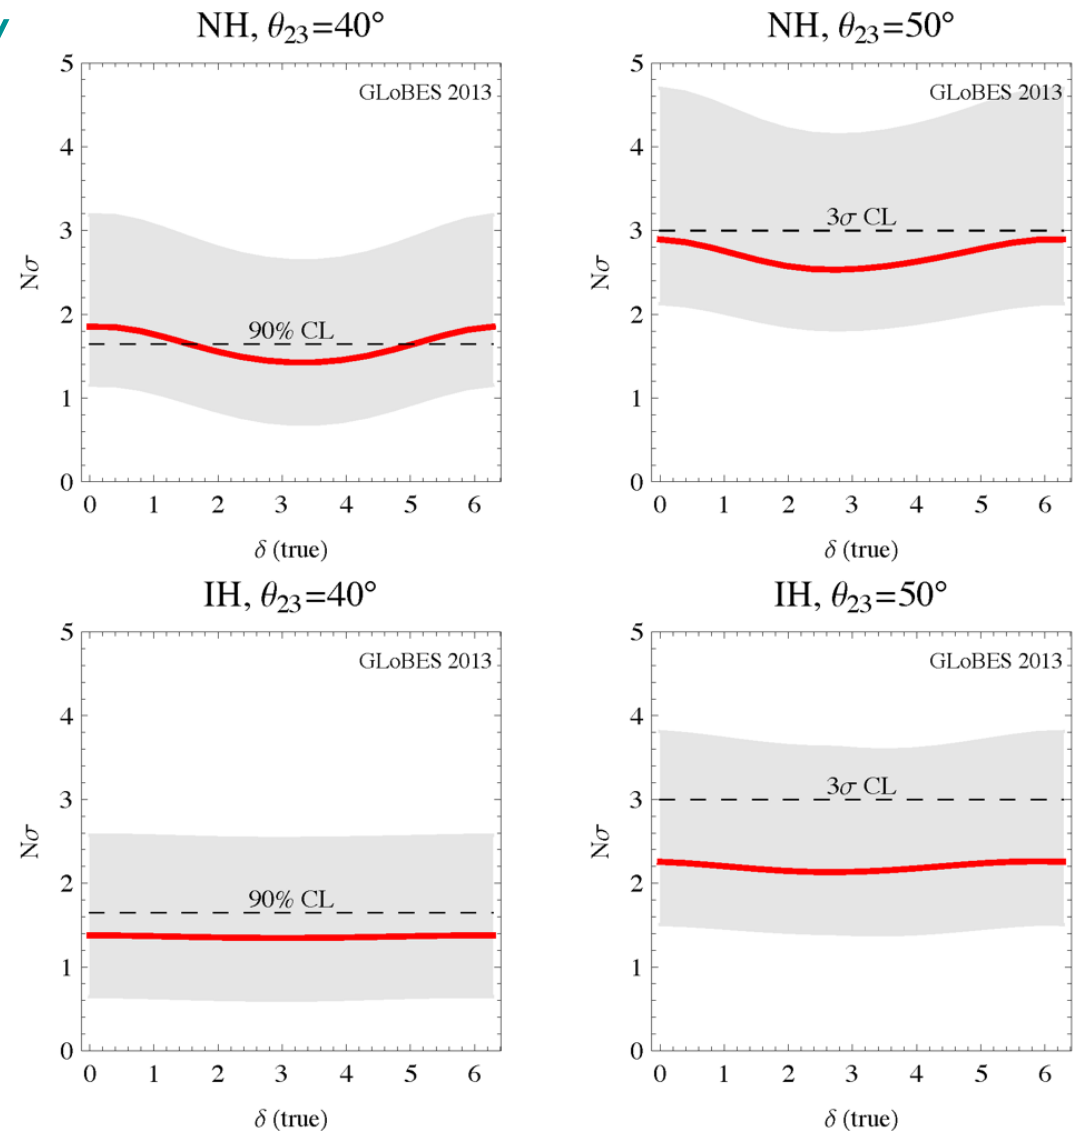 y
NH, θ₂₃=40°
5
4
3
2
1
0
Nσ
GLoBES 2013
90% CL
0 1 2 3 4 5 6
δ (true)
NH, θ₂₃=50°
5
4
3
2
1
0
Nσ
GLoBES 2013
3σ CL
0 1 2 3 4 5 6
δ (true)
IH, θ₂₃=40°
5
4
3
2
1
0
Nσ
GLoBES 2013
90% CL
0 1 2 3 4 5 6
δ (true)
IH, θ₂₃=50°
5
4
3
2
1
0
Nσ
GLoBES 2013
3σ CL
0 1 2 3 4 5 6
δ (true)